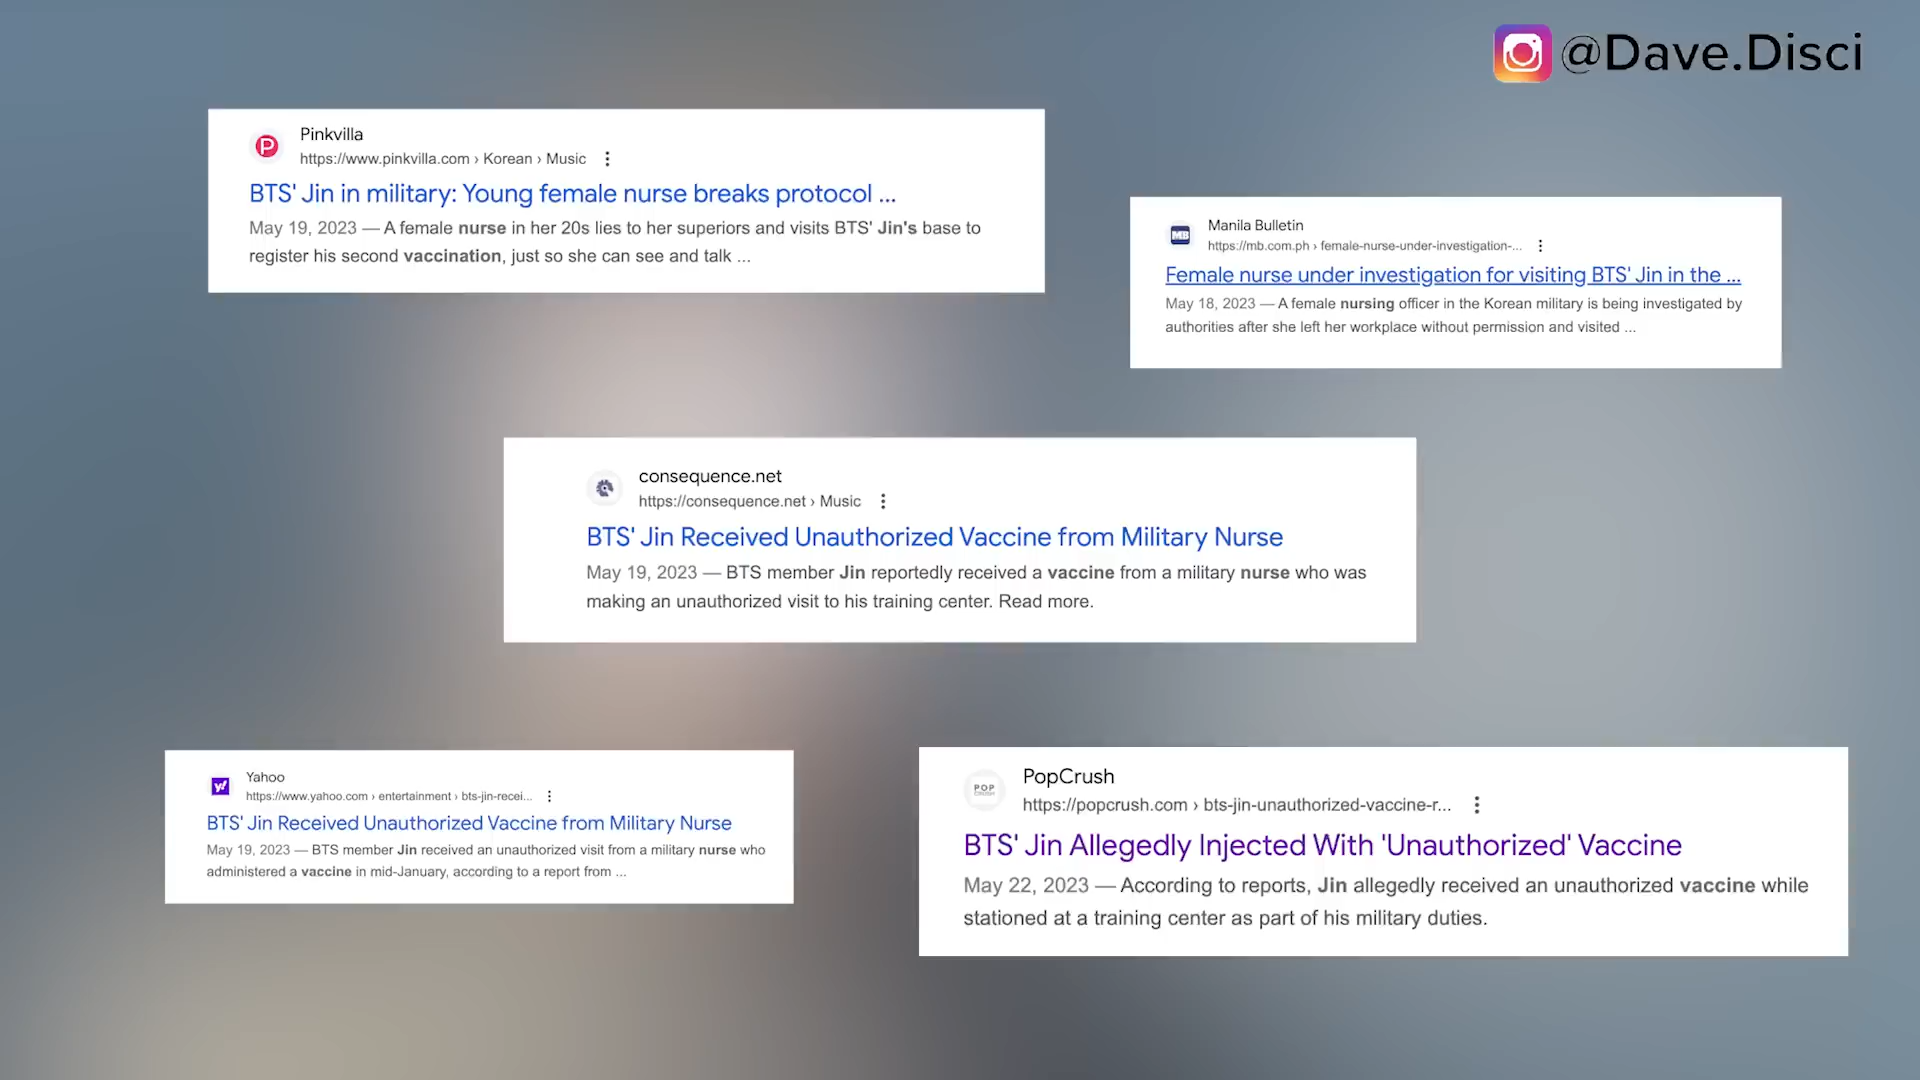 @Dave.Disci
Pinkvilla
https://www.pinkvilla.com › Korean › Music
BTS' Jin in military: Young female nurse breaks protocol ...
May 19, 2023 — A female nurse in her 20s lies to her superiors and visits BTS' Jin's base to
register his second vaccination, just so she can see and talk ...
MB
Manila Bulletin
https://mb.com.ph › female-nurse-under-investigation-...
Female nurse under investigation for visiting BTS' Jin in the ...
May 18, 2023 — A female nursing officer in the Korean military is being investigated by
authorities after she left her workplace without permission and visited ...
consequence.net
https://consequence.net › Music
BTS' Jin Received Unauthorized Vaccine from Military Nurse
May 19, 2023 — BTS member Jin reportedly received a vaccine from a military nurse who was
making an unauthorized visit to his training center. Read more.
y!
Yahoo
https://www.yahoo.com › entertainment › bts-jin-recei...
BTS' Jin Received Unauthorized Vaccine from Military Nurse
May 19, 2023 — BTS member Jin received an unauthorized visit from a military nurse who
administered a vaccine in mid-January, according to a report from ...
POP
CRUSH
PopCrush
https://popcrush.com › bts-jin-unauthorized-vaccine-r...
BTS' Jin Allegedly Injected With 'Unauthorized' Vaccine
May 22, 2023 — According to reports, Jin allegedly received an unauthorized vaccine while
stationed at a training center as part of his military duties.